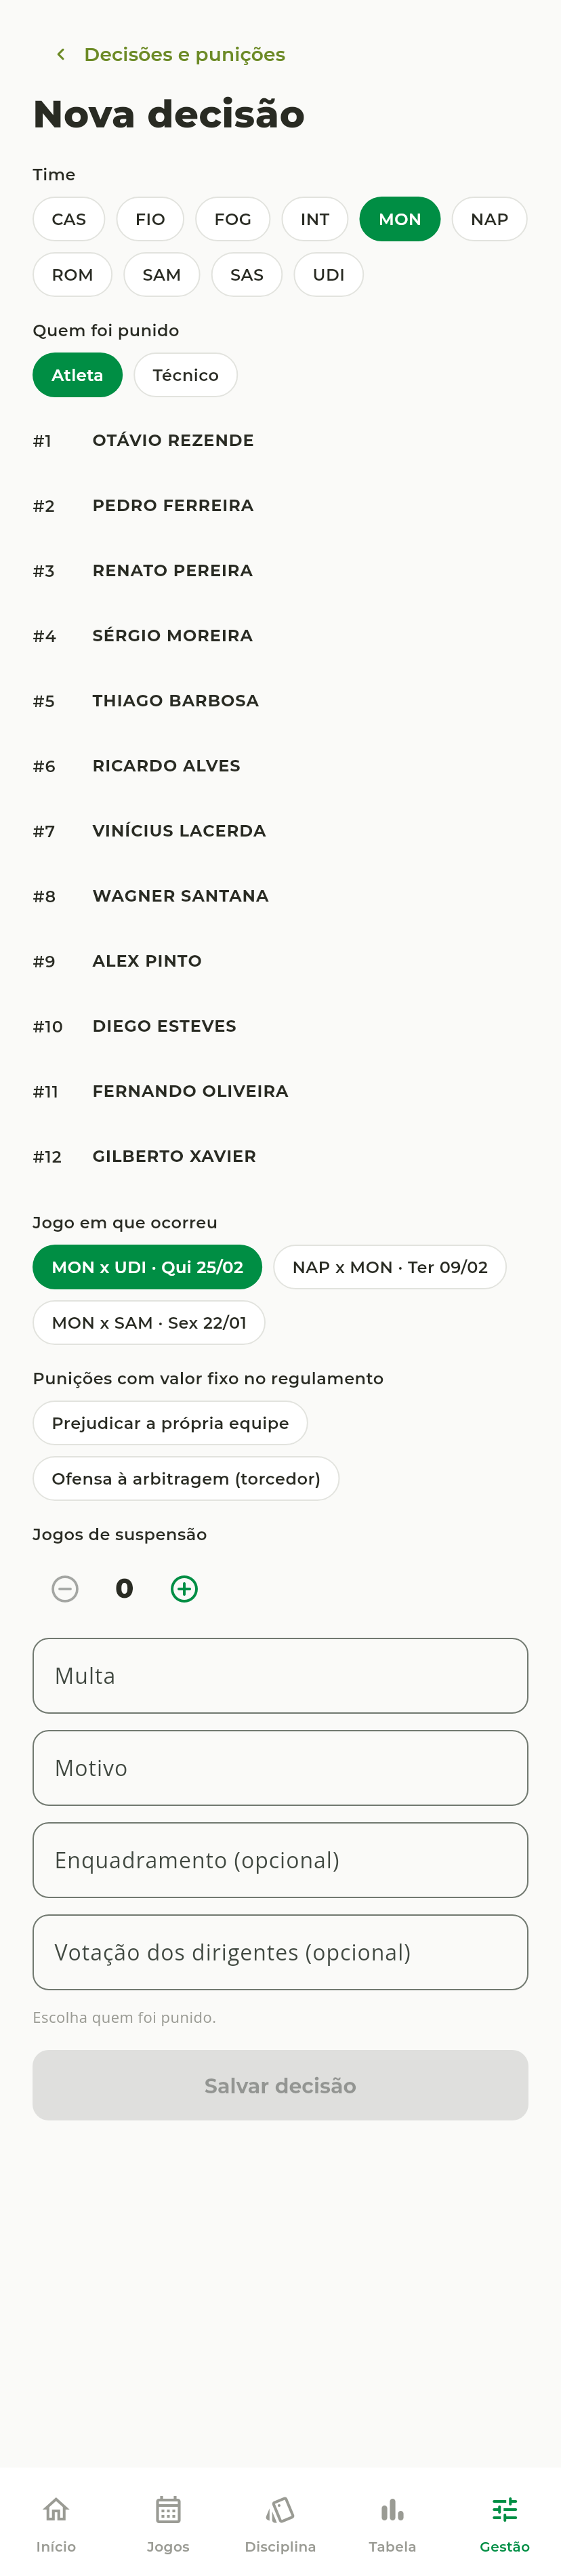 Decisões e punições
Nova decisão
Time
CAS FIO FOG INT MON NAP
ROM SAM SAS UDI
Quem foi punido
Atleta Técnico
#1 OTÁVIO REZENDE
#2 PEDRO FERREIRA
#3 RENATO PEREIRA
#4 SÉRGIO MOREIRA
#5 THIAGO BARBOSA
#6 RICARDO ALVES
#7 VINÍCIUS LACERDA
#8 WAGNER SANTANA
#9 ALEX PINTO
#10 DIEGO ESTEVES
#11 FERNANDO OLIVEIRA
#12 GILBERTO XAVIER
Jogo em que ocorreu
MON x UDI · Qui 25/02 NAP x MON · Ter 09/02
MON x SAM · Sex 22/01
Punições com valor fixo no regulamento
Prejudicar a própria equipe
Ofensa à arbitragem (torcedor)
Jogos de suspensão
0
Multa
Motivo
Enquadramento (opcional)
Votação dos dirigentes (opcional)
Escolha quem foi punido.
Salvar decisão
Início Jogos Disciplina Tabela Gestão